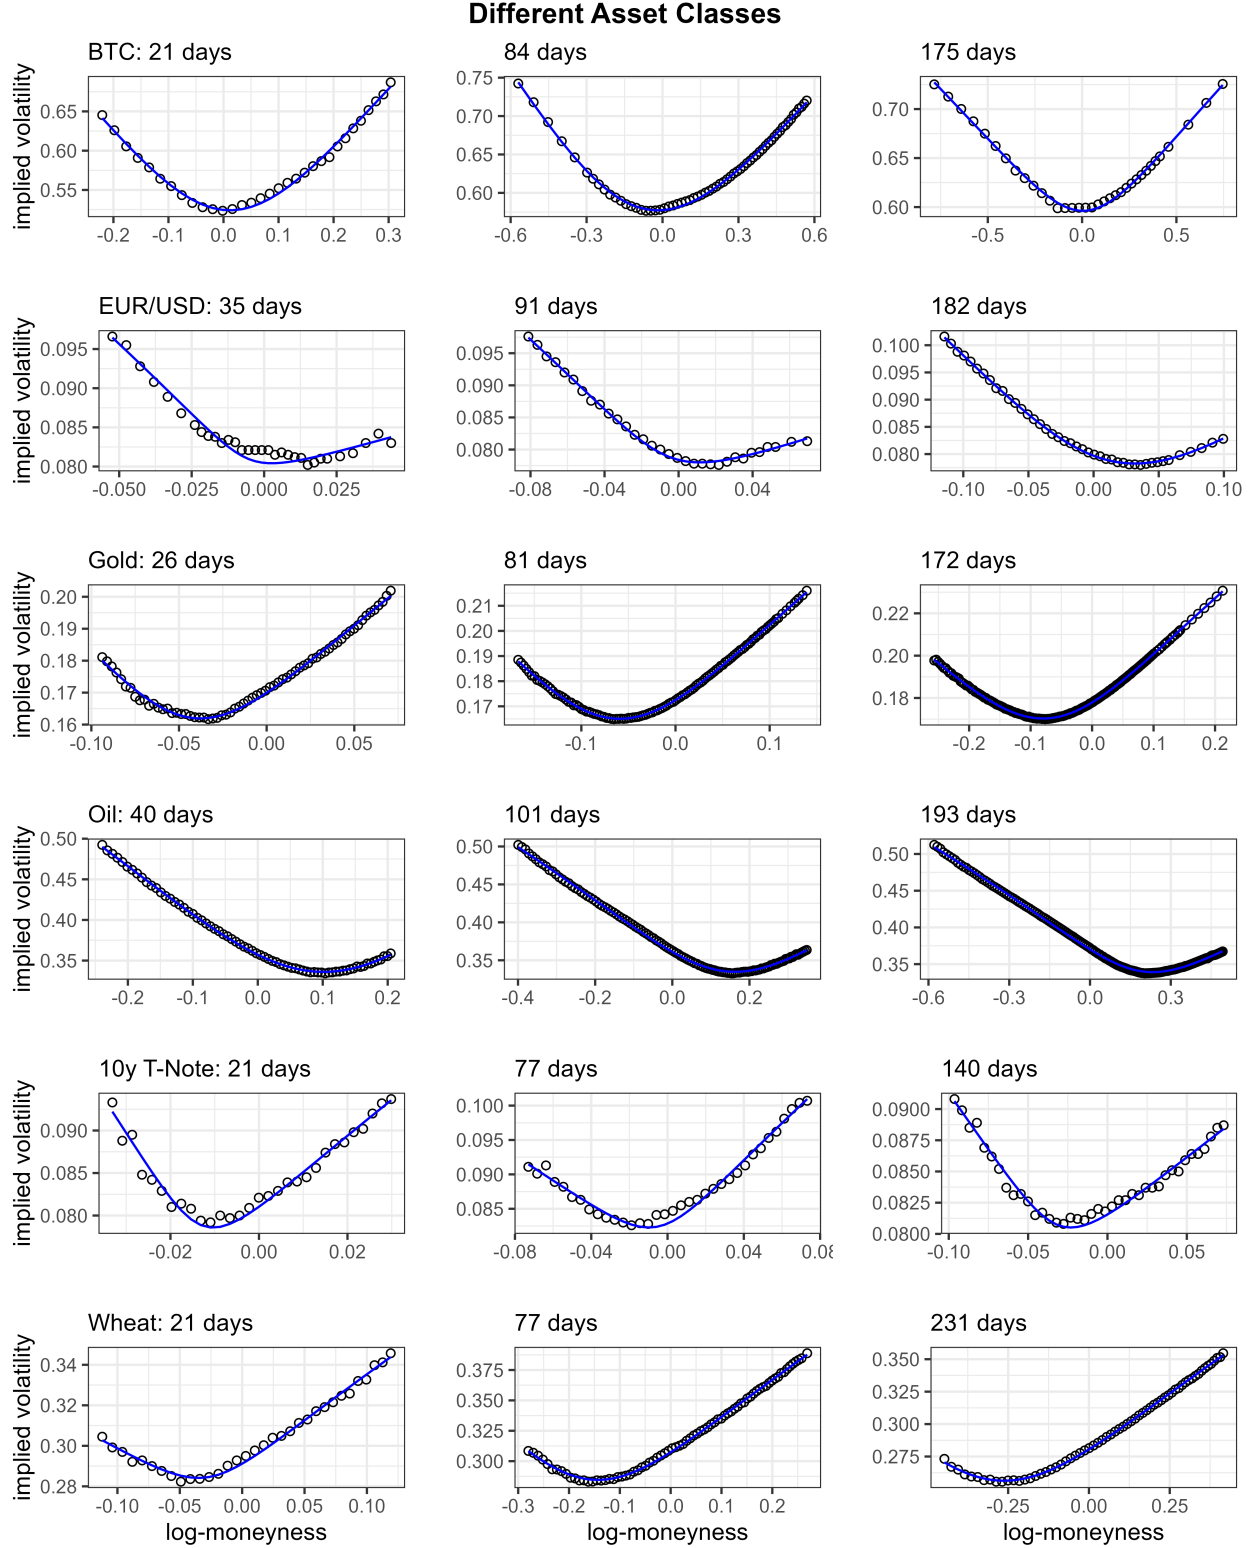 Different Asset Classes
BTC: 21 days
84 days
175 days
implied volatility
0.65
0.60
0.55
-0.2 -0.1 0.0 0.1 0.2 0.3
0.75
0.70
0.65
0.60
-0.6 -0.3 0.0 0.3 0.6
0.70
0.65
0.60
-0.5 0.0 0.5
EUR/USD: 35 days
91 days
182 days
implied volatility
0.095
0.090
0.085
0.080
-0.050 -0.025 0.000 0.025
0.095
0.090
0.085
0.080
-0.08 -0.04 0.00 0.04
0.100
0.095
0.090
0.085
0.080
-0.10 -0.05 0.00 0.05 0.10
Gold: 26 days
81 days
172 days
implied volatility
0.20
0.19
0.18
0.17
0.16
-0.10 -0.05 0.00 0.05
0.21
0.20
0.19
0.18
0.17
-0.1 0.0 0.1
0.22
0.20
0.18
-0.2 -0.1 0.0 0.1 0.2
Oil: 40 days
101 days
193 days
implied volatility
0.50
0.45
0.40
0.35
-0.2 -0.1 0.0 0.1 0.2
0.50
0.45
0.40
0.35
-0.4 -0.2 0.0 0.2
0.50
0.45
0.40
0.35
-0.6 -0.3 0.0 0.3
10y T-Note: 21 days
77 days
140 days
implied volatility
0.090
0.085
0.080
-0.02 0.00 0.02
0.100
0.095
0.090
0.085
-0.08 -0.04 0.00 0.04
0.0900
0.0875
0.0850
0.0825
0.0800
-0.10 -0.05 0.00 0.05
Wheat: 21 days
77 days
231 days
implied volatility
0.34
0.32
0.30
0.28
-0.10 -0.05 0.00 0.05 0.10
log-moneyness
0.375
0.350
0.325
0.300
-0.3 -0.2 -0.1 0.0 0.1 0.2
log-moneyness
0.350
0.325
0.300
0.275
-0.25 0.00 0.25
log-moneyness